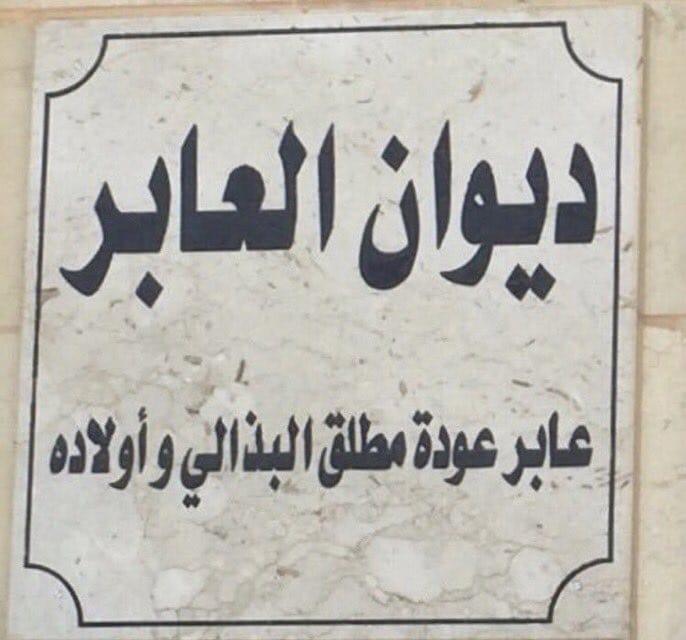 ديوان العابر
عابر عودة مطلق البذالي و أولاده